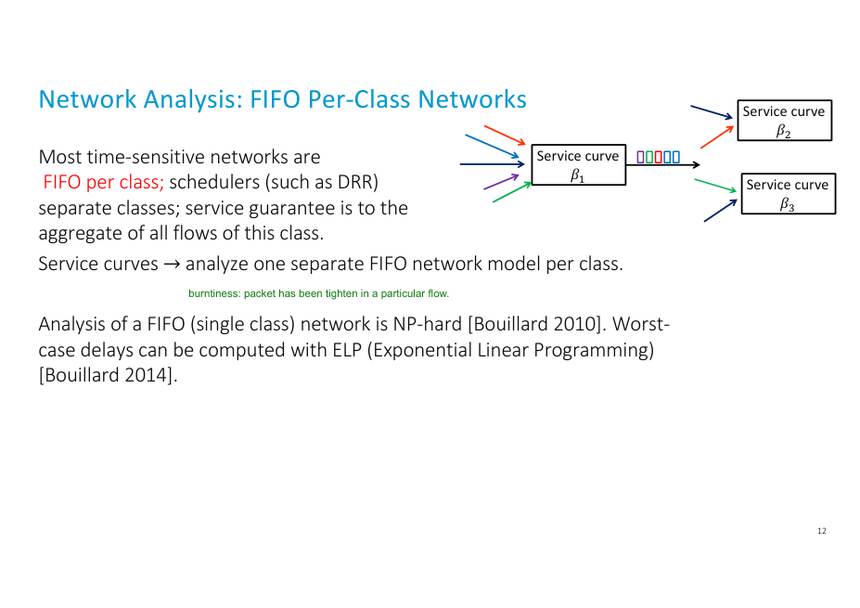 Network Analysis: FIFO Per-Class Networks
Most time-sensitive networks are
FIFO per class; schedulers (such as DRR)
separate classes; service guarantee is to the
aggregate of all flows of this class.
Service curve
β₁
Service curve
β₂
Service curve
β₃
Service curves → analyze one separate FIFO network model per class.
burntiness: packet has been tighten in a particular flow.
Analysis of a FIFO (single class) network is NP-hard [Bouillard 2010]. Worst-
case delays can be computed with ELP (Exponential Linear Programming)
[Bouillard 2014].
12